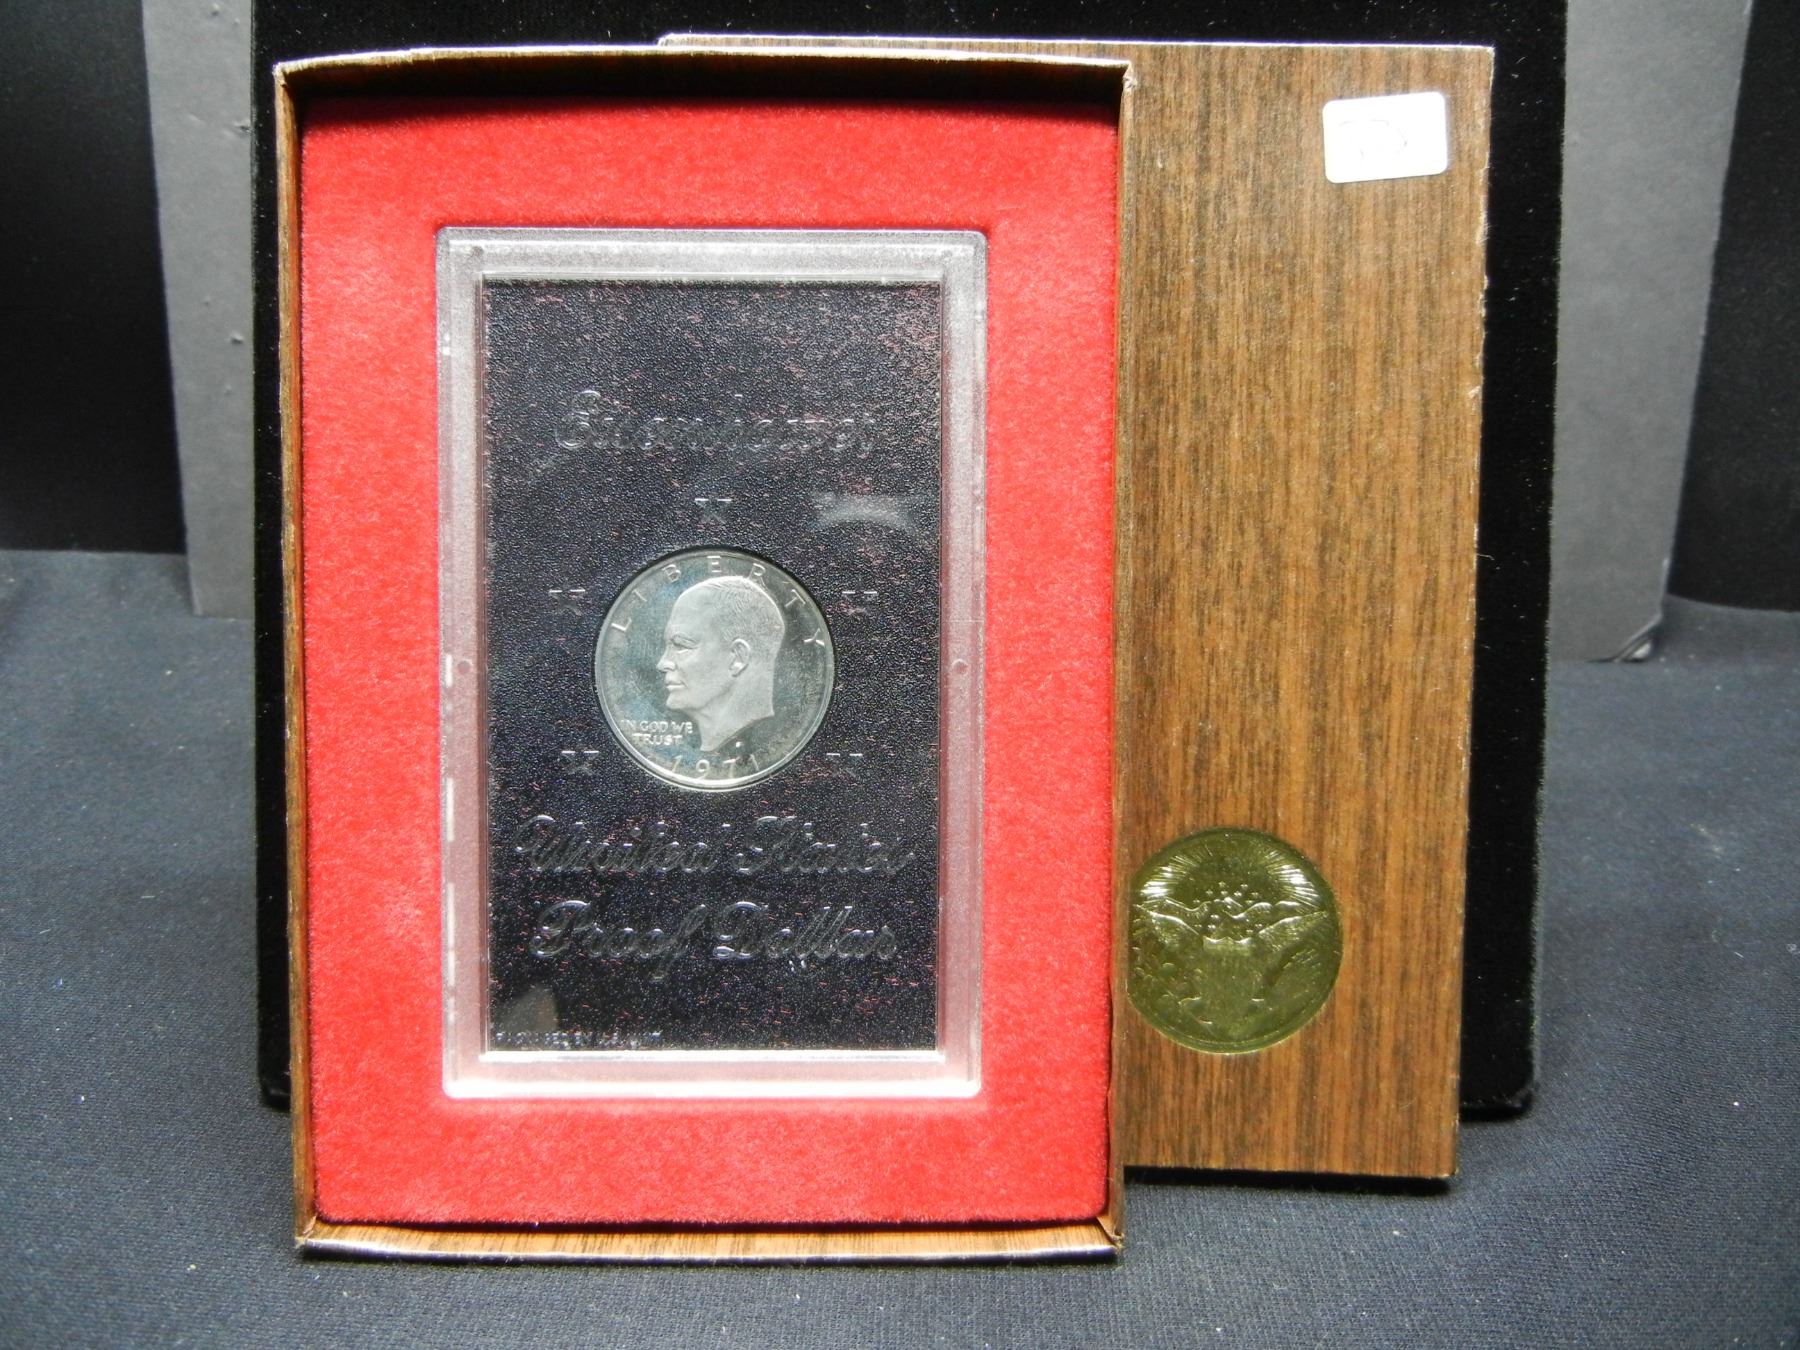 Eisenhower
LIBERTY
IN GOD WE
TRUST
1971
United States
Proof Dollar